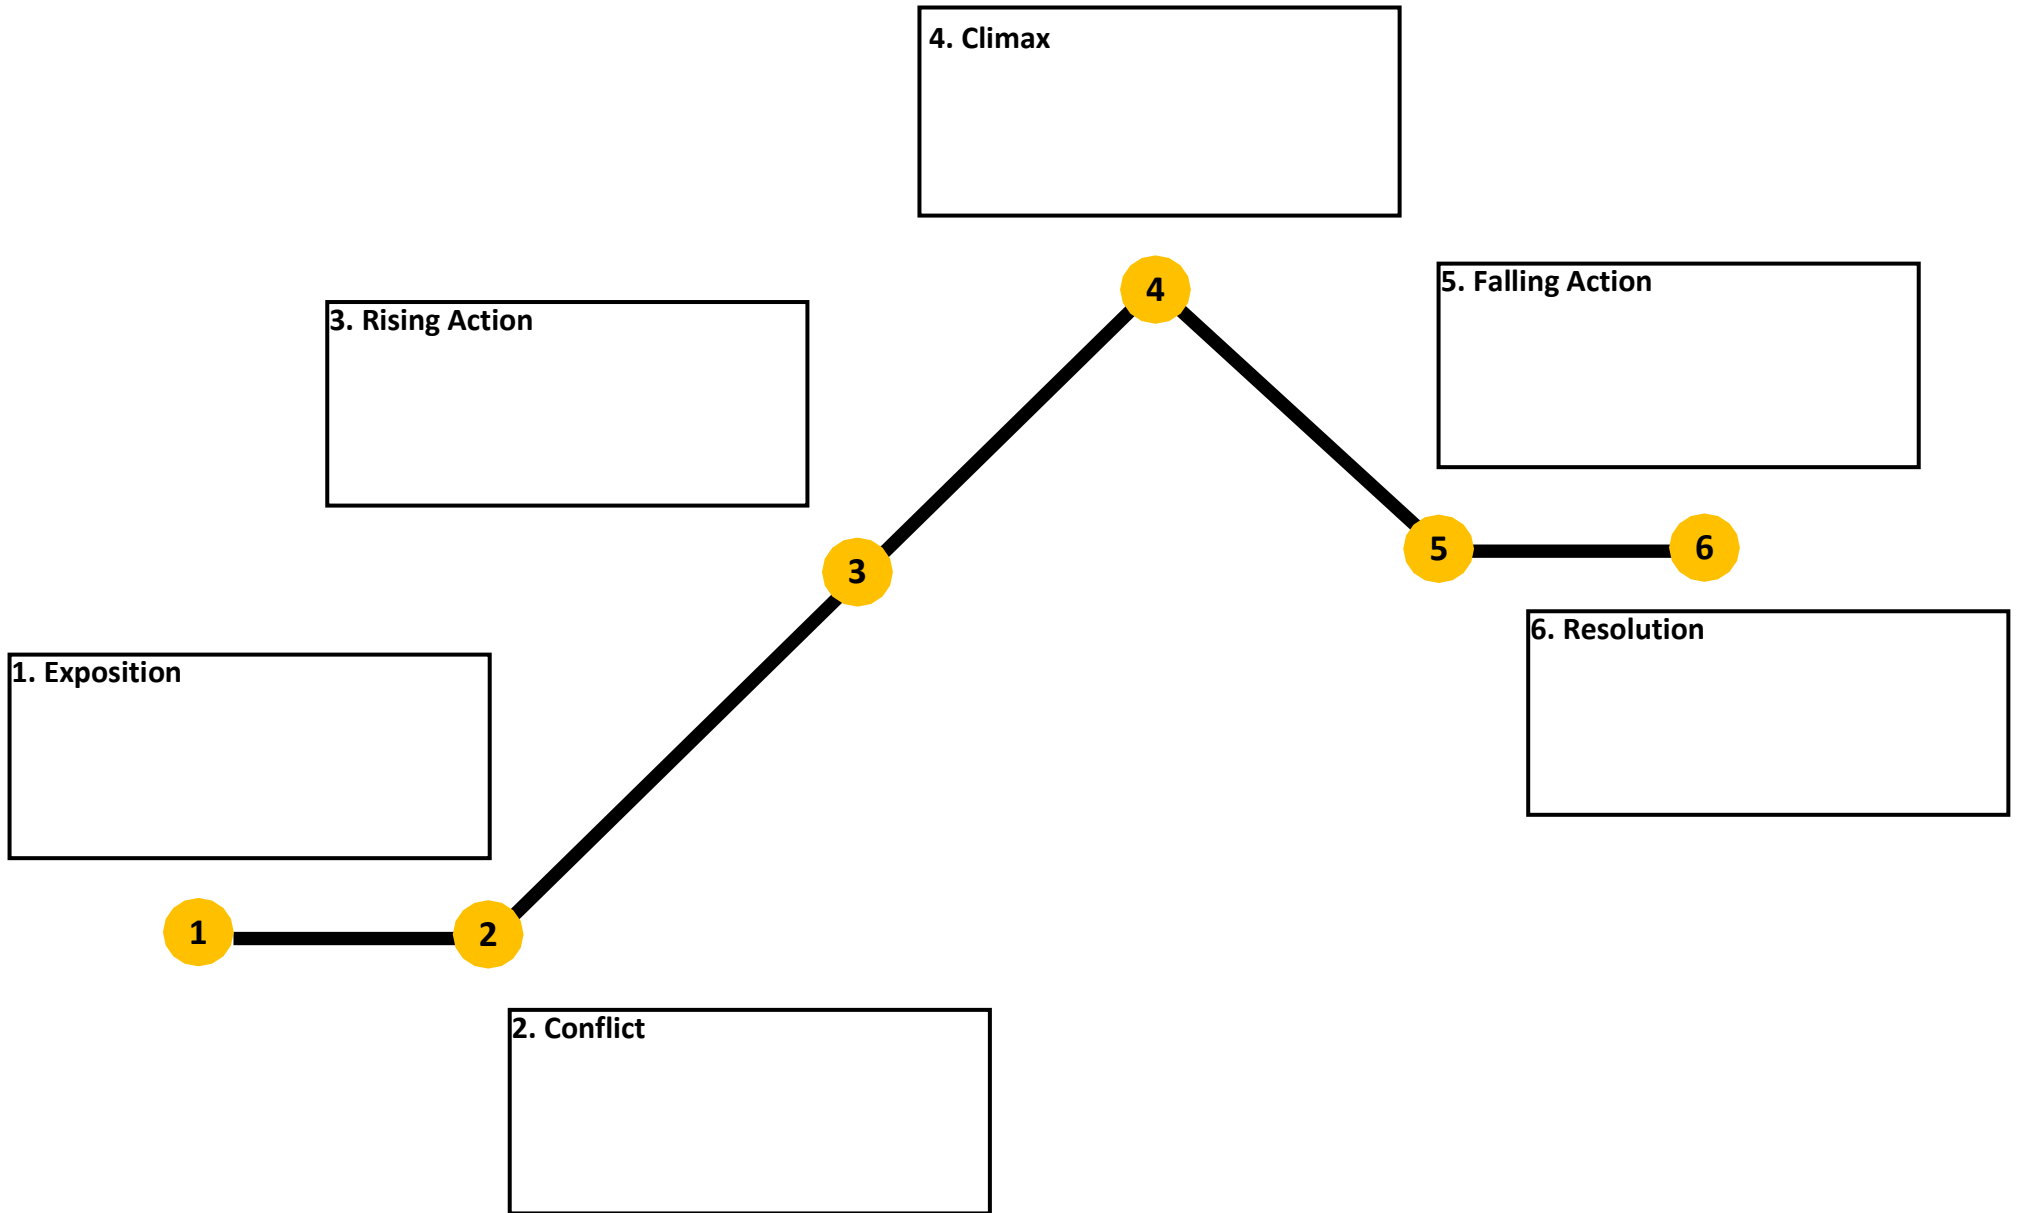 4. Climax
4
5. Falling Action
3. Rising Action
3
5
6
6. Resolution
1. Exposition
1
2
2. Conflict